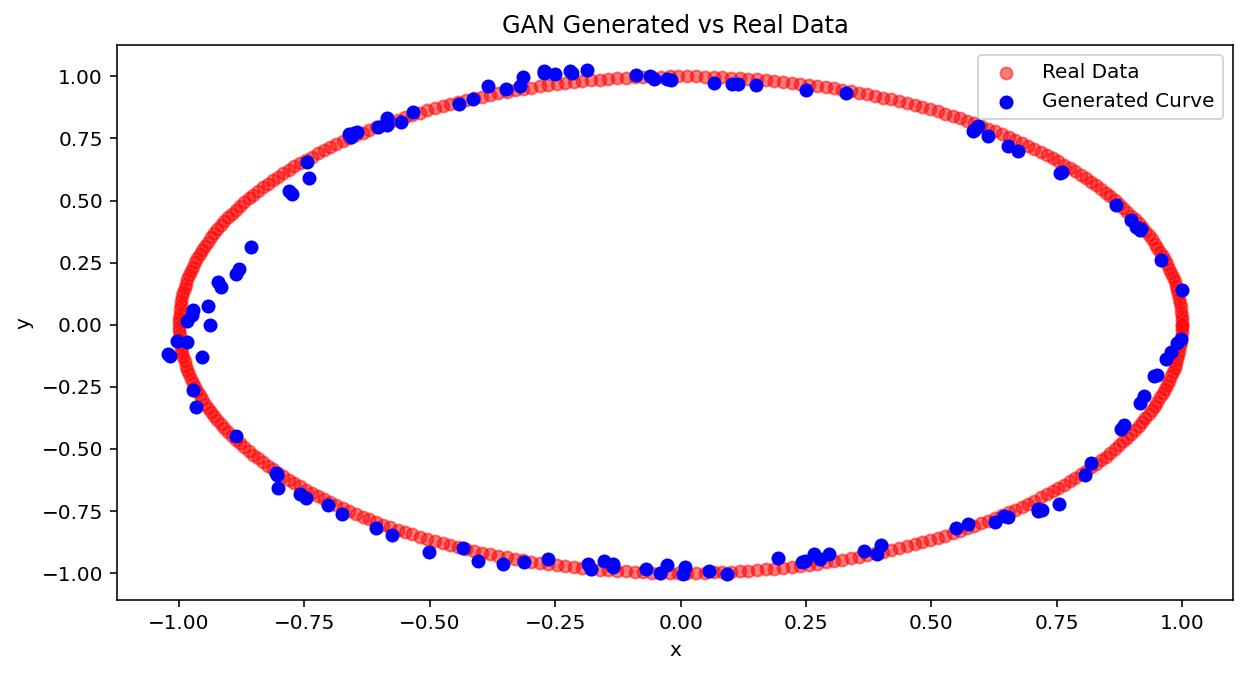 GAN Generated vs Real Data
Real Data
Generated Curve
1.00
0.75
0.50
0.25
0.00
−0.25
−0.50
−0.75
−1.00
y
−1.00 −0.75 −0.50 −0.25 0.00 0.25 0.50 0.75 1.00
x